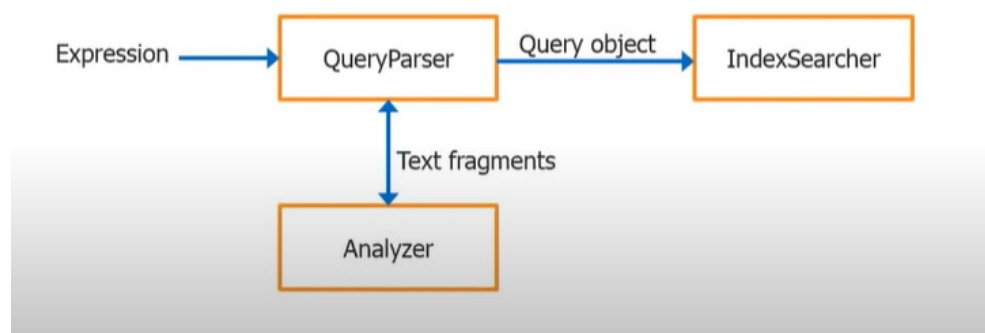 Expression
QueryParser
Query object
IndexSearcher
Text fragments
Analyzer